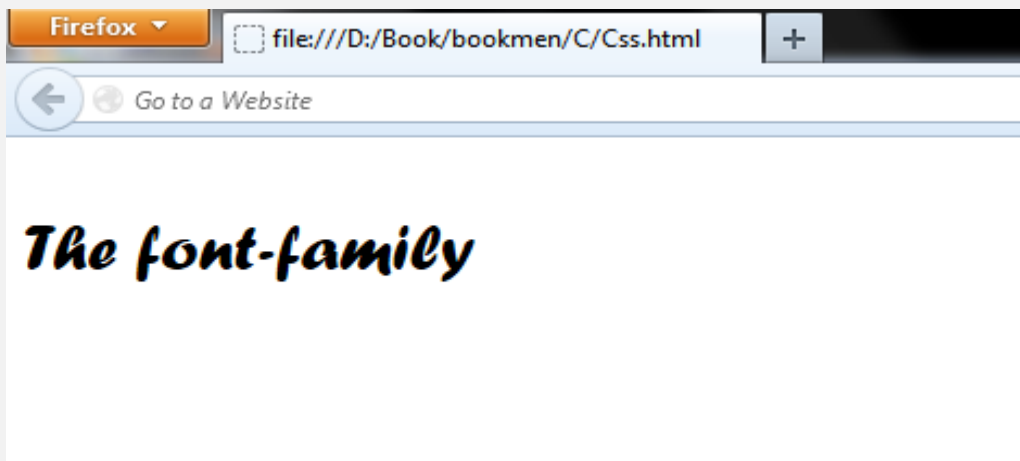 Firefox
file:///D:/Book/bookmen/C/Css.html
Go to a Website
The font-family